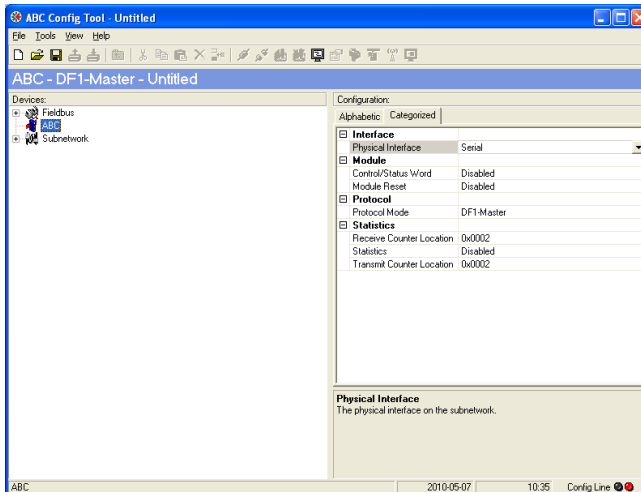 ABC Config Tool - Untitled
File Tools View Help
ABC - DF1-Master - Untitled
Devices:
Fieldbus
ABC
Subnetwork
Configuration:
Alphabetic Categorized
Interface
Physical Interface Serial
Module
Control/Status Word Disabled
Module Reset Disabled
Protocol
Protocol Mode DF1-Master
Statistics
Receive Counter Location 0x0002
Statistics Disabled
Transmit Counter Location 0x0002
Physical Interface
The physical interface on the subnetwork.
ABC 2010-05-07 10:35 Config Line